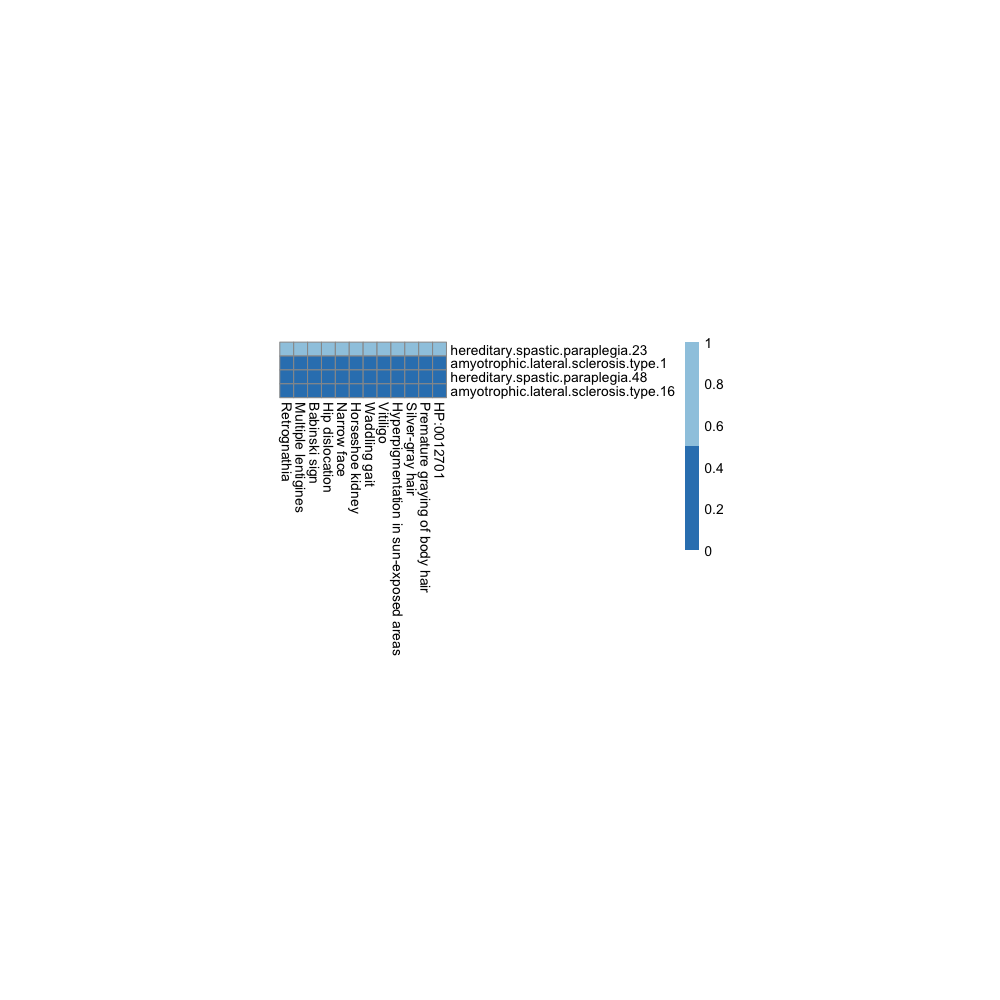 hereditary.spastic.paraplegia.23
amyotrophic.lateral.sclerosis.type.1
hereditary.spastic.paraplegia.48
amyotrophic.lateral.sclerosis.type.16
Retrognathia
Multiple lentigines
Babinski sign
Hip dislocation
Narrow face
Horseshoe kidney
Waddling gait
Vitiligo
Hyperpigmentation in sun-exposed areas
Silver-gray hair
Premature graying of body hair
HP:0012701
1
0.8
0.6
0.4
0.2
0